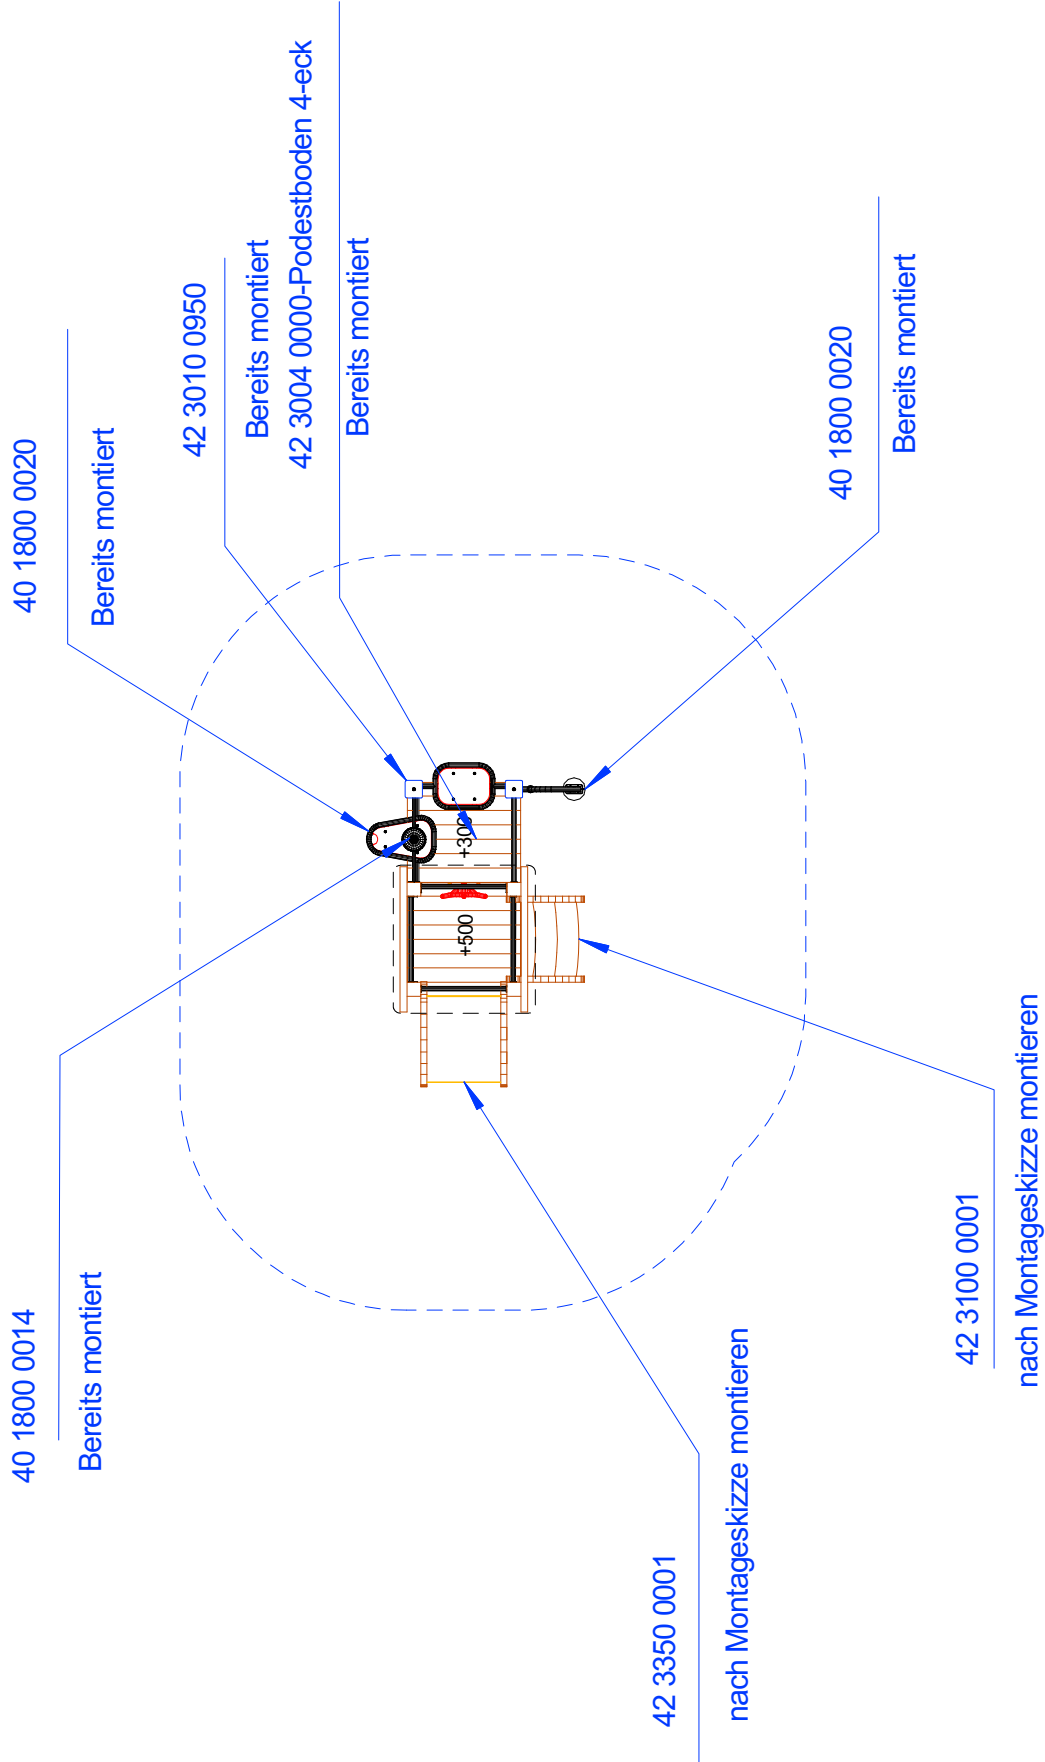 40 1800 0014
Bereits montiert
40 1800 0020
Bereits montiert
42 3010 0950
Bereits montiert
42 3004 0000-Podestboden 4-eck
Bereits montiert
+500
+300
42 3350 0001
nach Montageskizze montieren
40 1800 0020
Bereits montiert
42 3100 0001
nach Montageskizze montieren